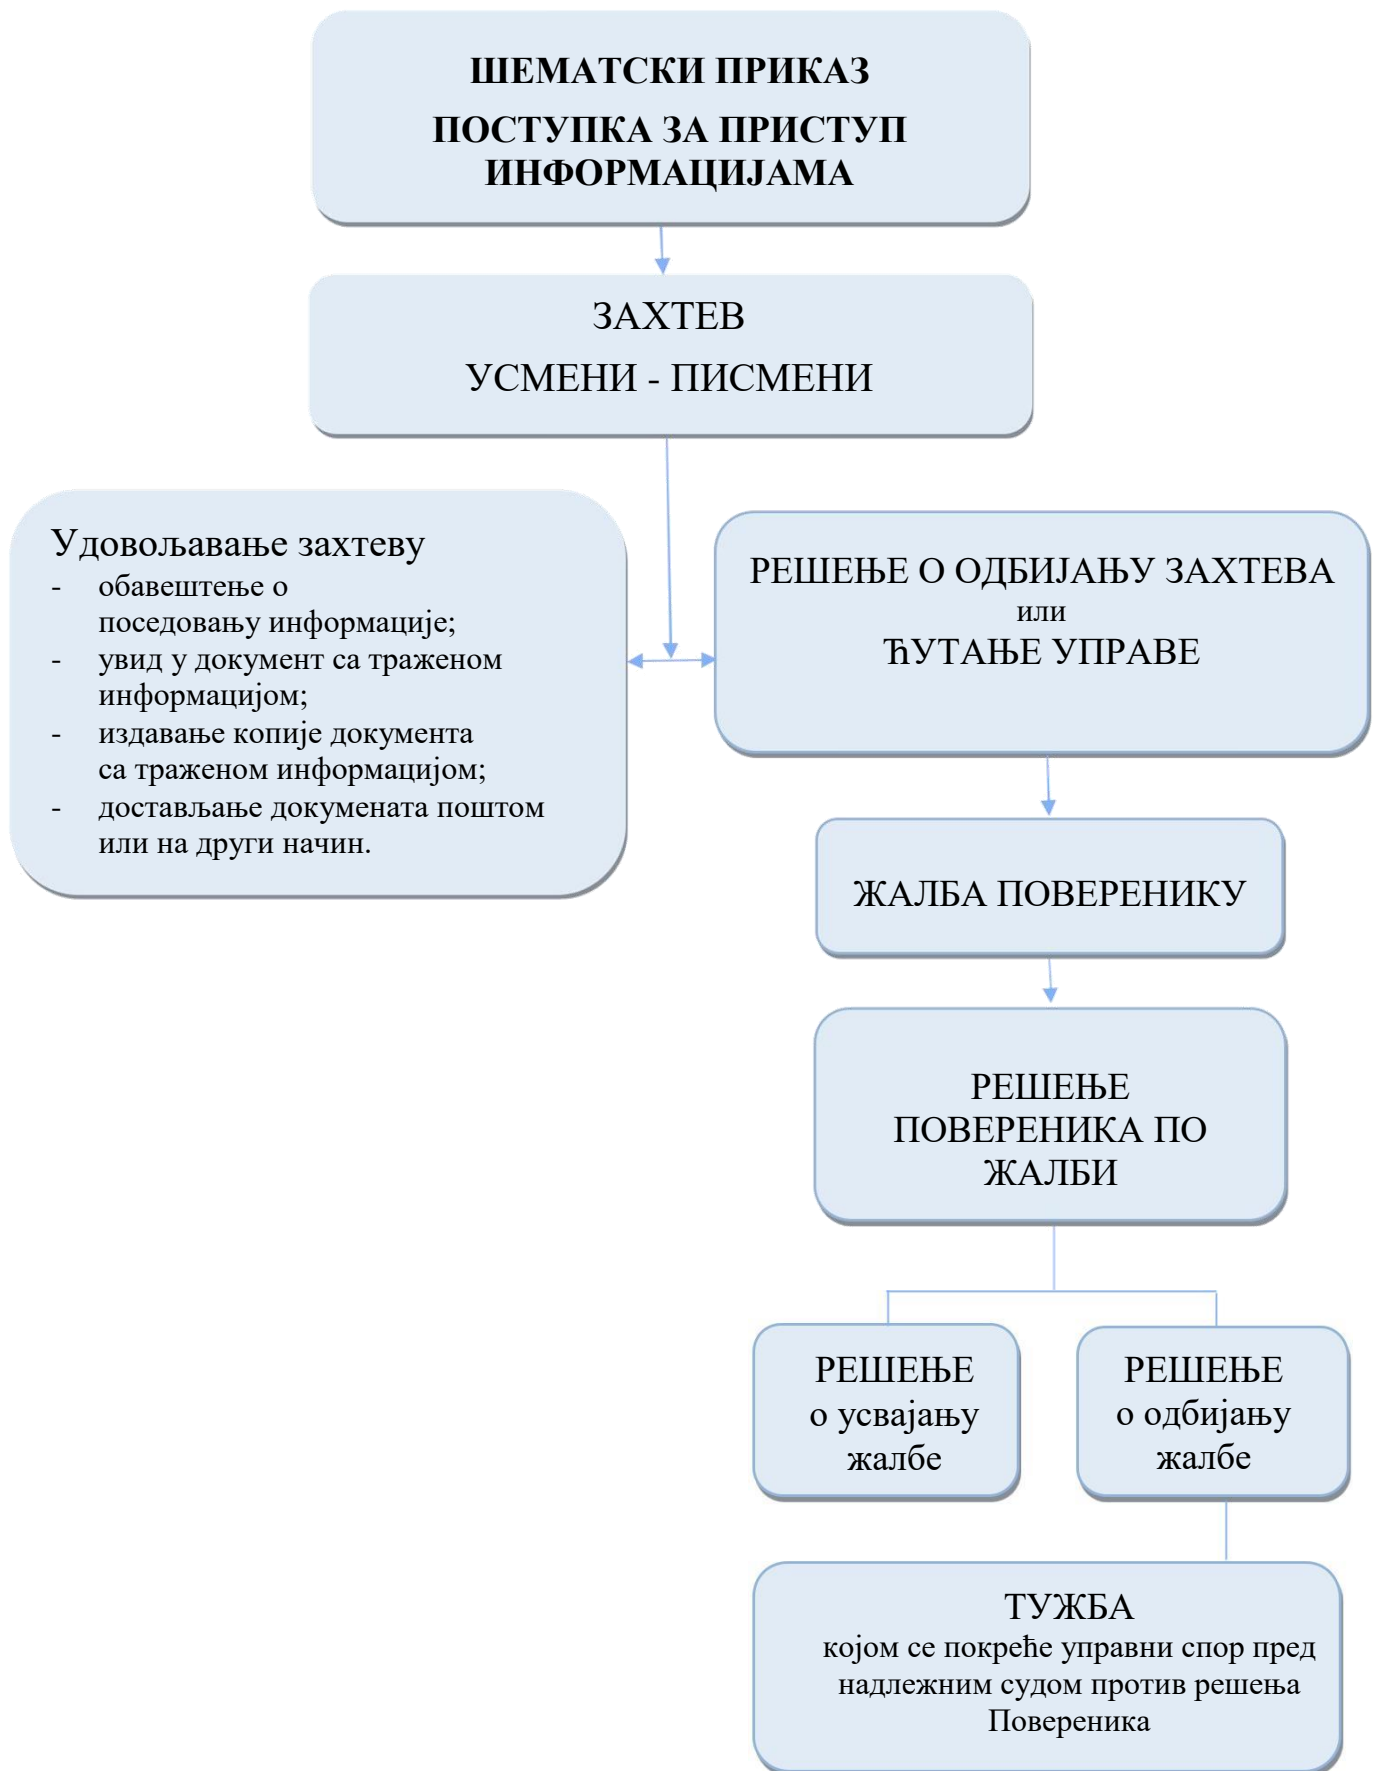 ШЕМАТСКИ ПРИКАЗ
ПОСТУПКА ЗА ПРИСТУП
ИНФОРМАЦИЈАМА
ЗАХТЕВ
УСМЕНИ - ПИСМЕНИ
Удовољавање захтеву
- обавештење о
поседовању информације;
- увид у документ са траженом
информацијом;
- издавање копије документа
са траженом информацијом;
- достављање докумената поштом
или на други начин.
РЕШЕЊЕ О ОДБИЈАЊУ ЗАХТЕВА
или
ЋУТАЊЕ УПРАВЕ
ЖАЛБА ПОВЕРЕНИКУ
РЕШЕЊЕ
ПОВЕРЕНИКА ПО
ЖАЛБИ
РЕШЕЊЕ
о усвајању
жалбе
РЕШЕЊЕ
о одбијању
жалбе
ТУЖБА
којом се покреће управни спор пред
надлежним судом против решења
Повереника